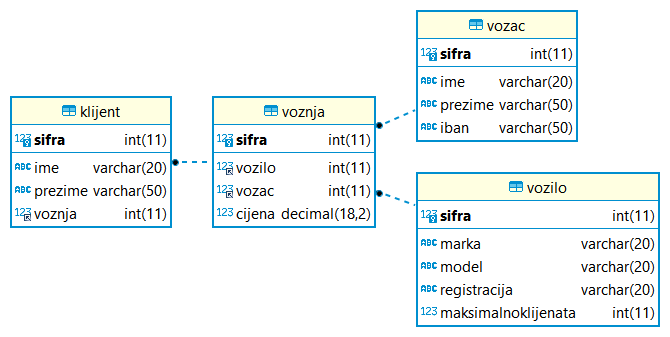 klijent
123 sifra int(11)
ABC ime varchar(20)
ABC prezime varchar(50)
123 voznja int(11)
voznja
123 sifra int(11)
123 vozilo int(11)
123 vozac int(11)
123 cijena decimal(18,2)
vozac
123 sifra int(11)
ABC ime varchar(20)
ABC prezime varchar(50)
ABC iban varchar(50)
vozilo
123 sifra int(11)
ABC marka varchar(20)
ABC model varchar(20)
ABC registracija varchar(20)
123 maksimalnoklijenata int(11)